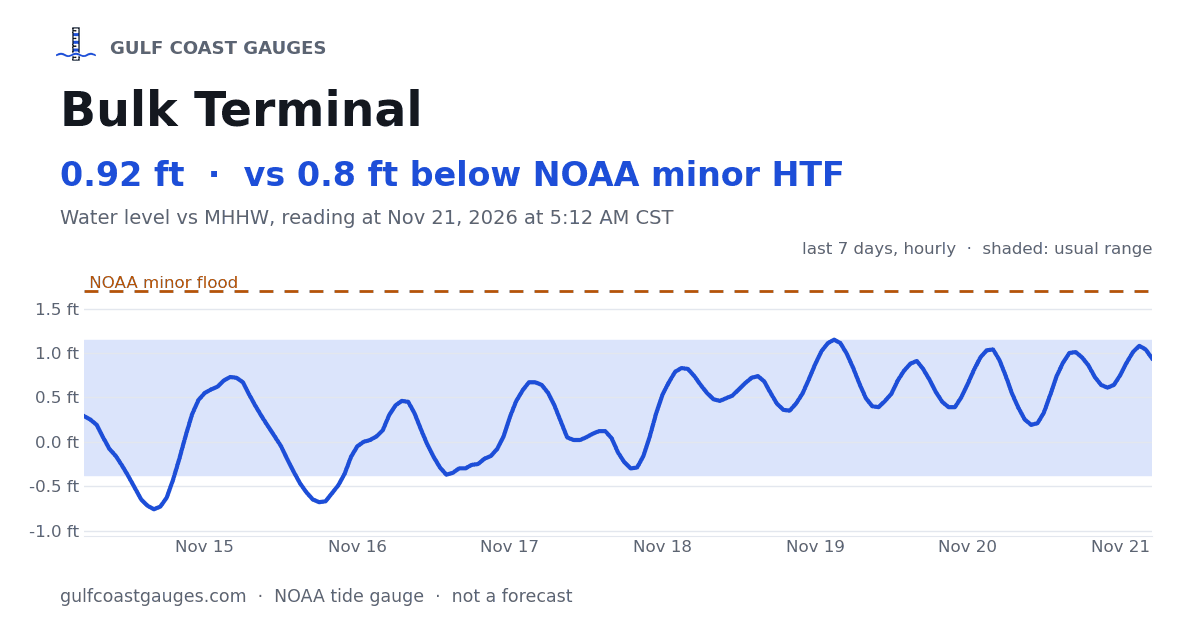 GULF COAST GAUGES
Bulk Terminal
0.92 ft · vs 0.8 ft below NOAA minor HTF
Water level vs MHHW, reading at Nov 21, 2026 at 5:12 AM CST
last 7 days, hourly · shaded: usual range
NOAA minor flood
1.5 ft
1.0 ft
0.5 ft
0.0 ft
-0.5 ft
-1.0 ft
Nov 15 Nov 16 Nov 17 Nov 18 Nov 19 Nov 20 Nov 21
gulfcoastgauges.com · NOAA tide gauge · not a forecast